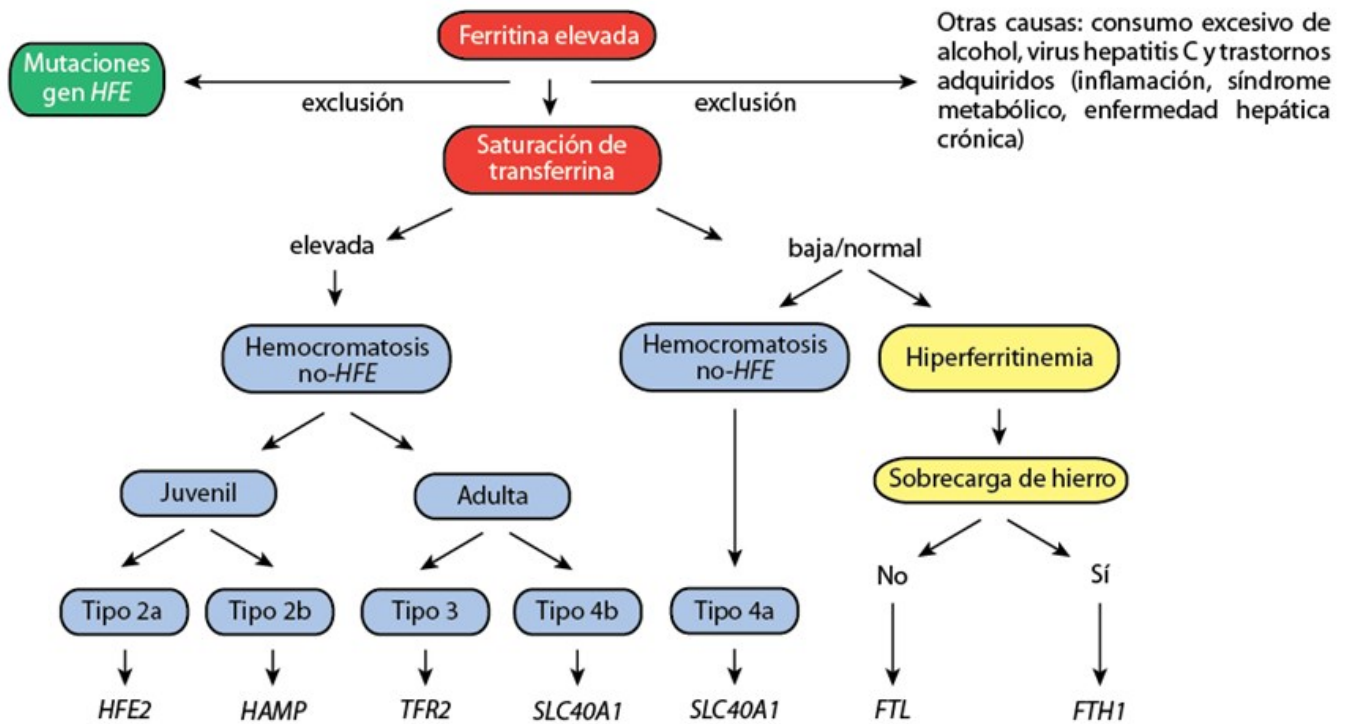 Ferritina elevada
Mutaciones
gen HFE
exclusión
exclusión
Otras causas: consumo excesivo de
alcohol, virus hepatitis C y trastornos
adquiridos (inflamación, síndrome
metabólico, enfermedad hepática
crónica)
Saturación de
transferrina
elevada
baja/normal
Hemocromatosis
no-HFE
Hemocromatosis
no-HFE
Hiperferritinemia
Juvenil
Adulta
Sobrecarga de hierro
No
Sí
Tipo 2a
Tipo 2b
Tipo 3
Tipo 4b
Tipo 4a
HFE2
HAMP
TFR2
SLC40A1
SLC40A1
FTL
FTH1